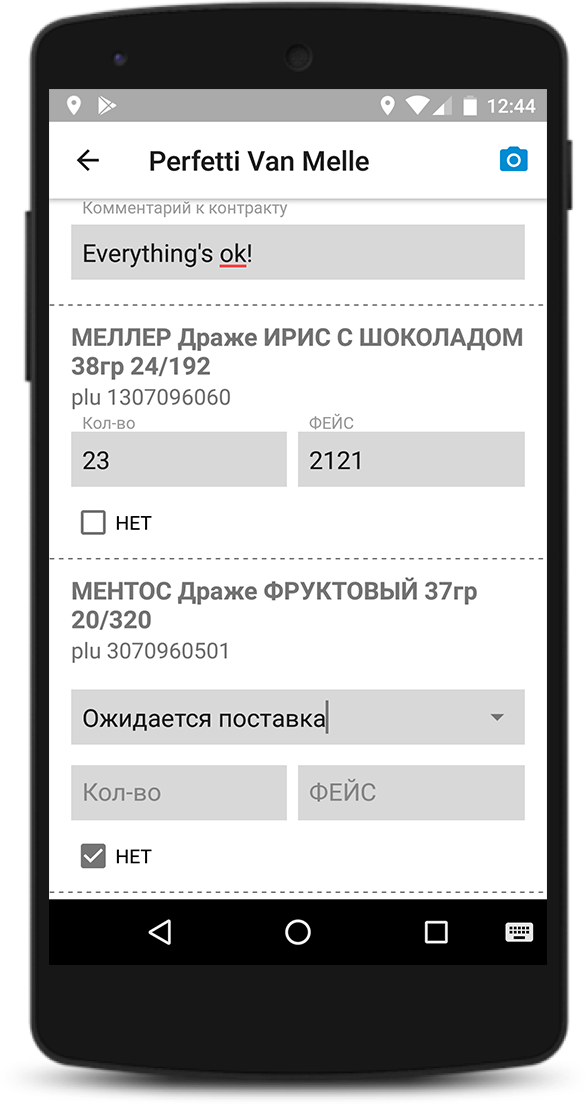 12:44
Perfetti Van Melle
Комментарий к контракту
Everything's ok!
МЕЛЛЕР Драже ИРИС С ШОКОЛАДОМ
38гр 24/192
plu 1307096060
Кол-во ФЕЙС
23 2121
НЕТ
МЕНТОС Драже ФРУКТОВЫЙ 37гр
20/320
plu 3070960501
Ожидается поставка
Кол-во ФЕЙС
НЕТ